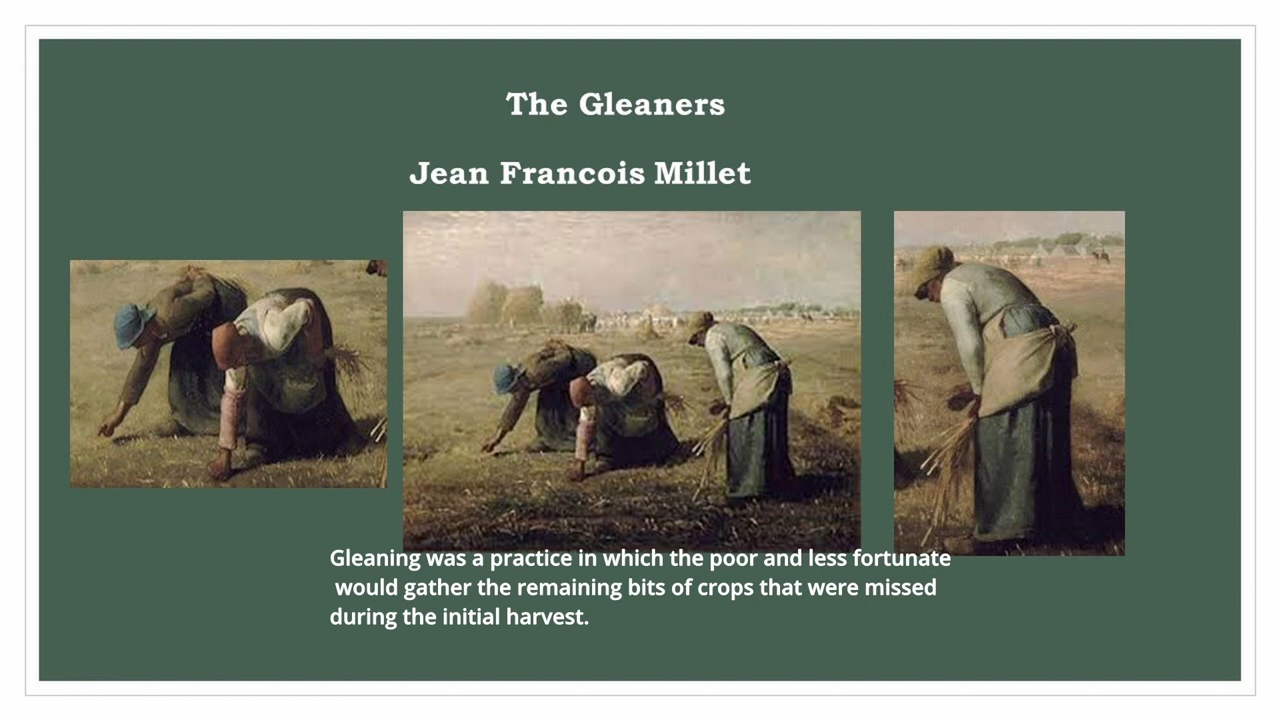 The Gleaners
Jean Francois Millet
Gleaning was a practice in which the poor and less fortunate
would gather the remaining bits of crops that were missed
during the initial harvest.